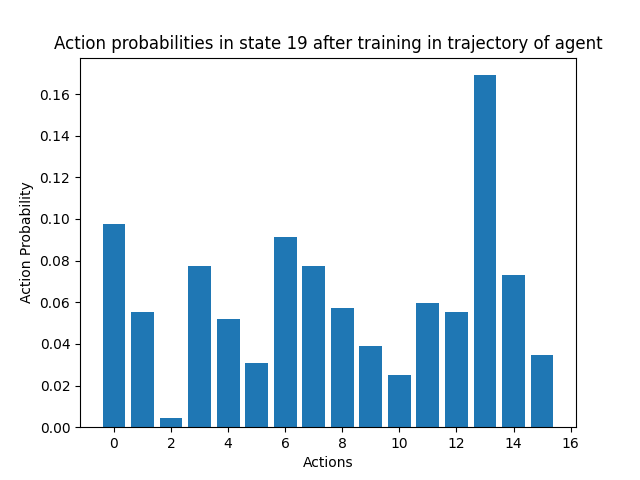 Action probabilities in state 19 after training in trajectory of agent
Action Probability
0.16
0.14
0.12
0.10
0.08
0.06
0.04
0.02
0.00
0 2 4 6 8 10 12 14 16
Actions